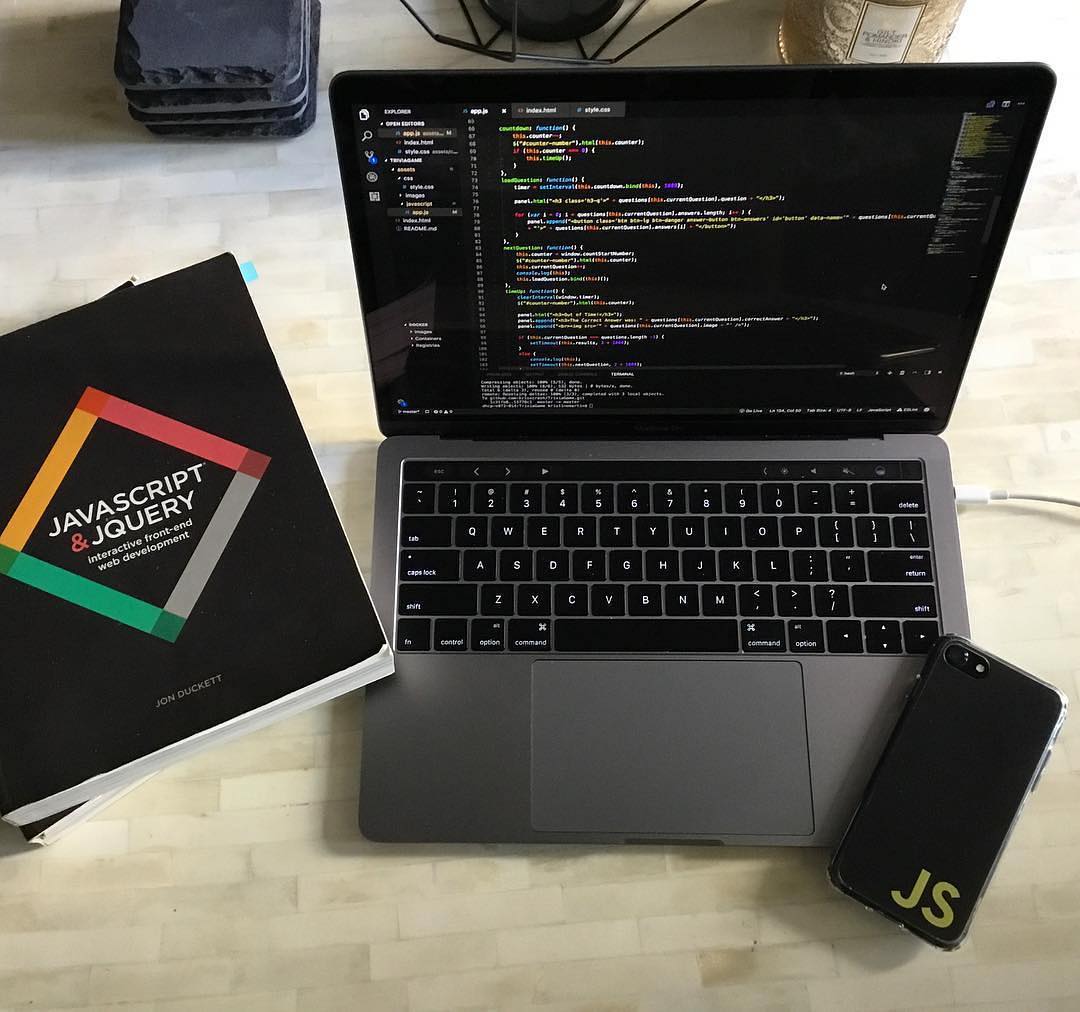 EXPLORER
OPEN EDITORS
app.js assets... M
index.html
style.css assets/c...
TRIVIAGAME
assets
css
style.css
images
javascript
app.js M
index.html
README.md
DOCKER
Images
Containers
Registries
app.js index.html style.css
countdown: function() {
this.counter--;
$("#counter-number").html(this.counter);
if (this.counter === 0) {
this.timeUp();
}
},
loadQuestion: function() {
timer = setInterval(this.countdown.bind(this), 1000);
panel.html("<h3 class='h3-q'>" + questions[this.currentQuestion].question + "</h3>");
for (var i = 0; i < questions[this.currentQuestion].answers.length; i++ ) {
panel.append("<button class='btn btn-lg btn-danger answer-button btn-answers' id='button' data-name='" + questions[this.currentQu
+ "'>" + questions[this.currentQuestion].answers[i] + "</button>");
}
},
nextQuestion: function() {
this.counter = window.countStartNumber;
$("#counter-number").html(this.counter);
this.currentQuestion++;
console.log(this);
this.loadQuestion.bind(this)();
},
timeUp: function() {
clearInterval(window.timer);
$("#counter-number").html(this.counter);
panel.html("<h3>Out of Time!</h3>");
panel.append("<h3>The Correct Answer was: " + questions[this.currentQuestion].correctAnswer + "</h3>");
panel.append("<br><img src='" + questions[this.currentQuestion].image + "' />");
if (this.currentQuestion === questions.length -1) {
setTimeout(this.results, 3 * 1000);
}
else {
console.log(this);
setTimeout(this.nextQuestion, 3 * 1000);
TERMINAL
1: bash
Compressing objects: 100% (5/5), done.
master*
Go Live Ln 104, Col 50 Tab Size: 4 UTF-8 LF JavaScript ESLint
MacBook Pro
esc
~ ! @ # $ % ^ & * ( ) _ +
` 1 2 3 4 5 6 7 8 9 0 - = delete
tab Q W E R T Y U I O P { [ } ] | \
caps lock A S D F G H J K L : ; " ' enter return
shift Z X C V B N M < , > . ? / shift
fn control alt option ⌘ command ⌘ command alt option
JAVASCRIPT
& JQUERY
interactive front-end
web development
JON DUCKETT
JS